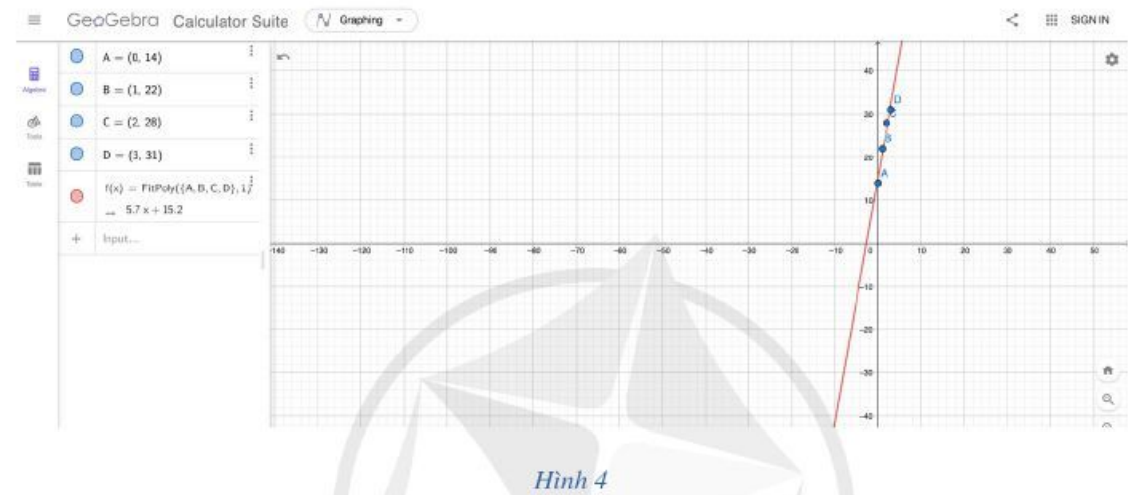 GeoGebra Calculator Suite Graphing SIGN IN
A = (0, 14)
B = (1, 22)
C = (2, 28)
D = (3, 31)
f(x) = FitPoly({A, B, C, D}, 1)
5.7 x + 15.2
+ Input...
Algebra
Tools
D
C
B
A
40
30
20
10
-140 -130 -120 -110 -100 -90 -80 -70 -60 -50 -40 -30 -20 -10 0 10 20 30 40 50
-10
-20
-30
-40
Hình 4